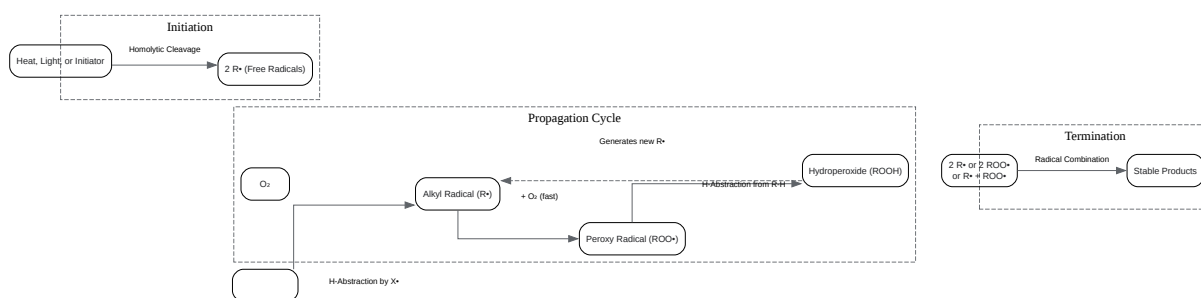 Initiation
Homolytic Cleavage
Heat, Light, or Initiator
2 R• (Free Radicals)
Propagation Cycle
Generates new R•
O₂
Alkyl Radical (R•)
+ O₂ (fast)
H-Abstraction from R-H
Hydroperoxide (ROOH)
Peroxy Radical (ROO•)
H-Abstraction by X•
Termination
2 R• or 2 ROO•
or R• + ROO•
Radical Combination
Stable Products